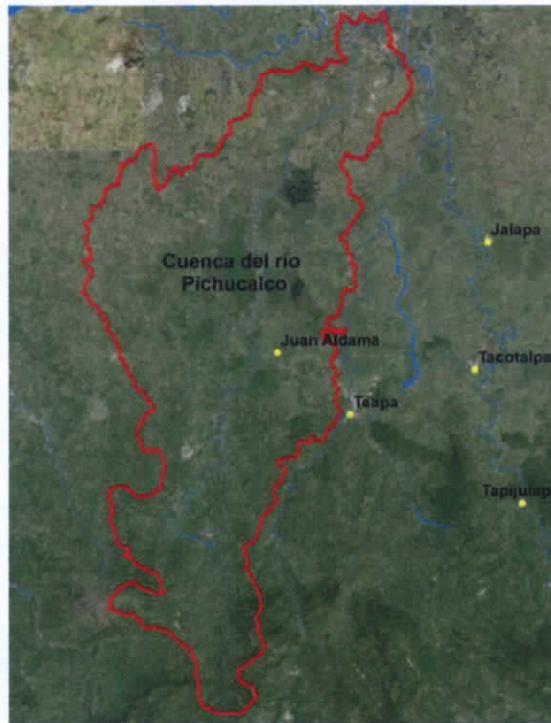 Jalapa
Cuenca del río
Pichucalco
Juan Aldama
Tacotalpa
Teapa
Tapijulapa